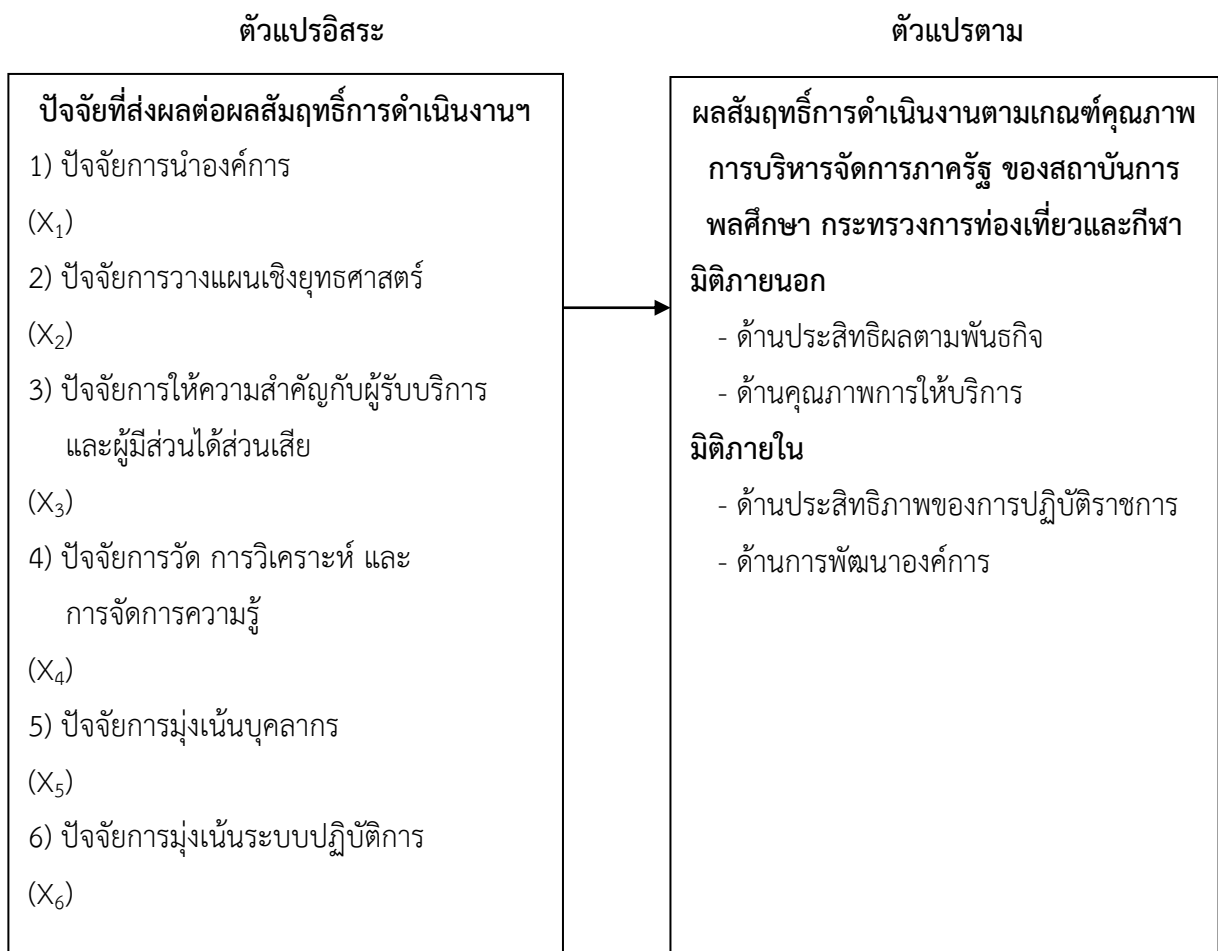 ตัวแปรอิสระ
ปัจจัยที่ส่งผลต่อผลสัมฤทธิ์การดำเนินงานฯ
1) ปัจจัยการนำองค์การ
(X₁)
2) ปัจจัยการวางแผนเชิงยุทธศาสตร์
(X₂)
3) ปัจจัยการให้ความสำคัญกับผู้รับบริการ
และผู้มีส่วนได้ส่วนเสีย
(X₃)
4) ปัจจัยการวัด การวิเคราะห์ และ
การจัดการความรู้
(X₄)
5) ปัจจัยการมุ่งเน้นบุคลากร
(X₅)
6) ปัจจัยการมุ่งเน้นระบบปฏิบัติการ
(X₆)
ตัวแปรตาม
ผลสัมฤทธิ์การดำเนินงานตามเกณฑ์คุณภาพ
การบริหารจัดการภาครัฐ ของสถาบันการ
พลศึกษา กระทรวงการท่องเที่ยวและกีฬา
มิติภายนอก
- ด้านประสิทธิผลตามพันธกิจ
- ด้านคุณภาพการให้บริการ
มิติภายใน
- ด้านประสิทธิภาพของการปฏิบัติราชการ
- ด้านการพัฒนาองค์การ